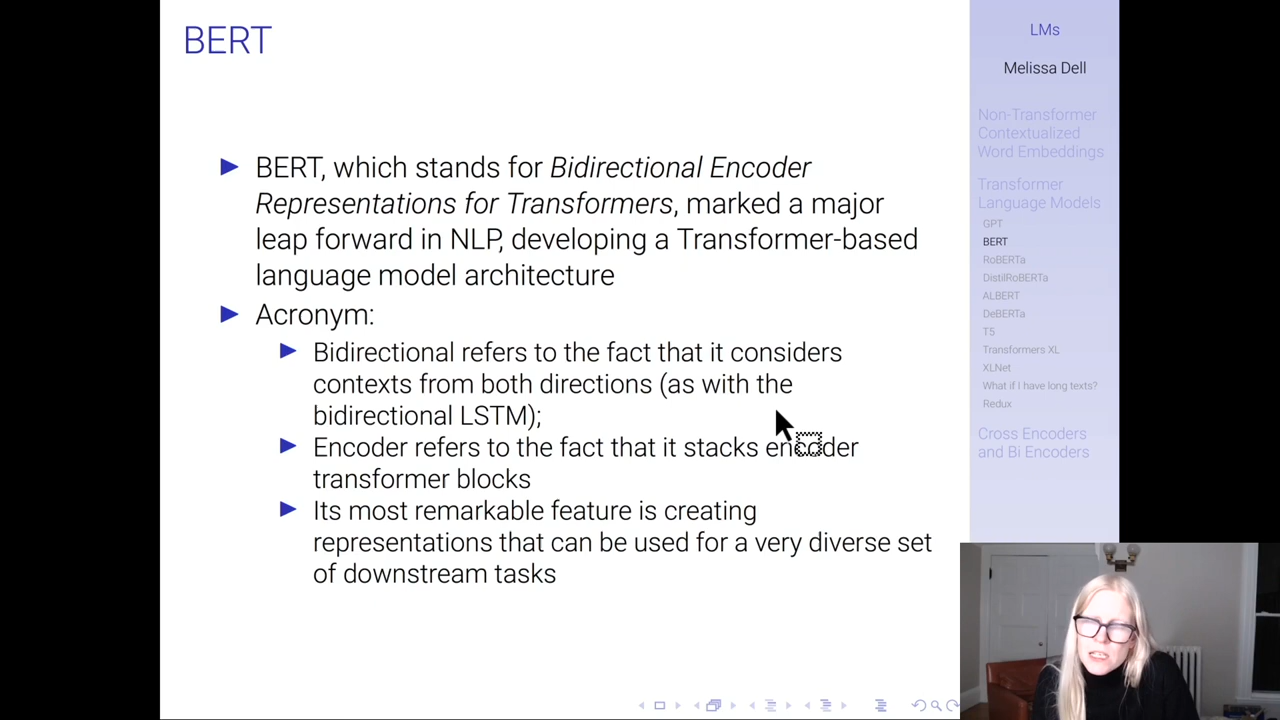 BERT
BERT, which stands for Bidirectional Encoder
Representations for Transformers, marked a major
leap forward in NLP, developing a Transformer-based
language model architecture
Acronym:
Bidirectional refers to the fact that it considers
contexts from both directions (as with the
bidirectional LSTM);
Encoder refers to the fact that it stacks encoder
transformer blocks
Its most remarkable feature is creating
representations that can be used for a very diverse set
of downstream tasks
LMs
Melissa Dell
Non-Transformer
Contextualized
Word Embeddings
Transformer
Language Models
GPT
BERT
RoBERTa
DistilRoBERTa
ALBERT
DeBERTa
T5
Transformers XL
XLNet
What if I have long texts?
Redux
Cross Encoders
and Bi Encoders